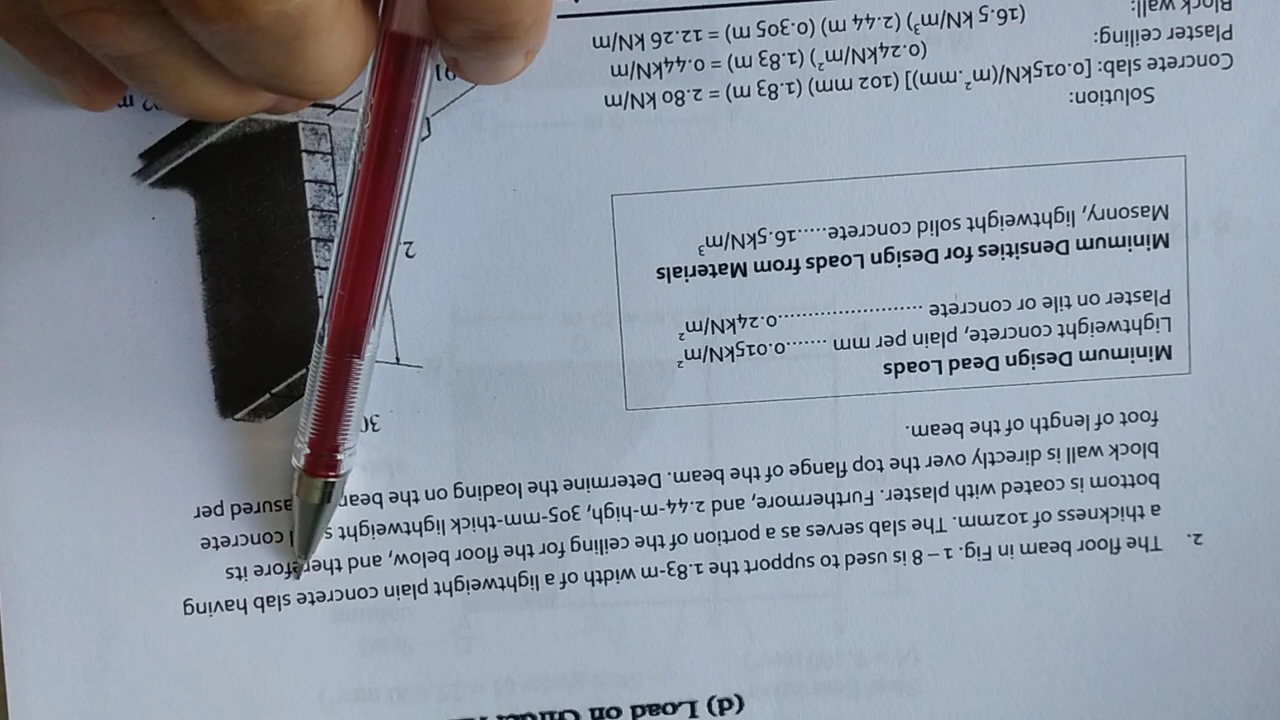 (d) Load on
2. The floor beam in Fig. 1 – 8 is used to support the 1.83-m width of a lightweight plain concrete slab having
a thickness of 102mm. The slab serves as a portion of the ceiling for the floor below, and therefore its
bottom is coated with plaster. Furthermore, and 2.44-m-high, 305-mm-thick lightweight concrete
block wall is directly over the top flange of the beam. Determine the loading on the per
foot of length of the beam.
Minimum Design Dead Loads
Lightweight concrete, plain per mm .......0.015kN/m²
Plaster on tile or concrete ........................0.24kN/m²
Minimum Densities for Design Loads from Materials
Masonry, lightweight solid concrete.....16.5kN/m³
30
2.
Solution:
Concrete slab: [0.015kN/(m².mm)] (102 mm) (1.83 m) = 2.80 kN/m
Plaster ceiling: (0.24kN/m²) (1.83 m) = 0.44kN/m
Block wall: (16.5 kN/m³) (2.44 m) (0.305 m) = 12.26 kN/m